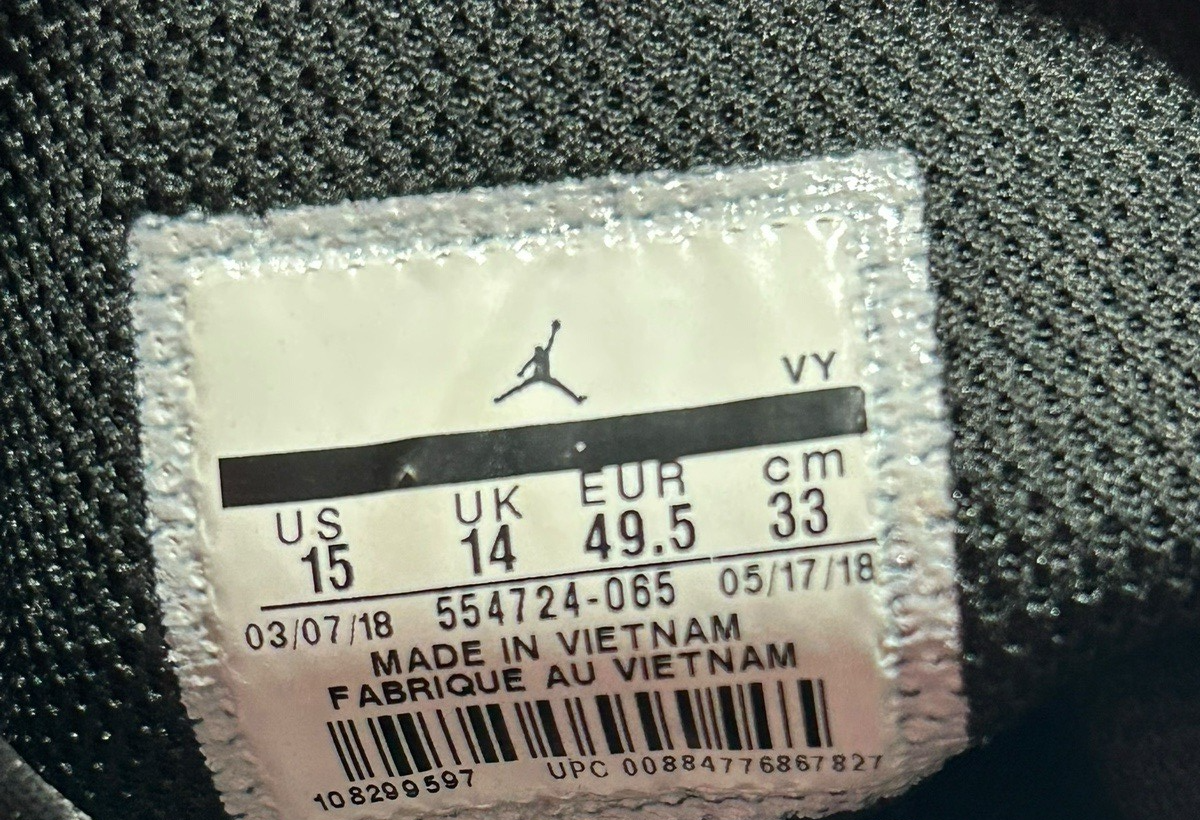 VY
US UK EUR cm
15 14 49.5 33
03/07/18 554724-065 05/17/18
MADE IN VIETNAM
FABRIQUE AU VIETNAM
108299597 UPC 00884776867827